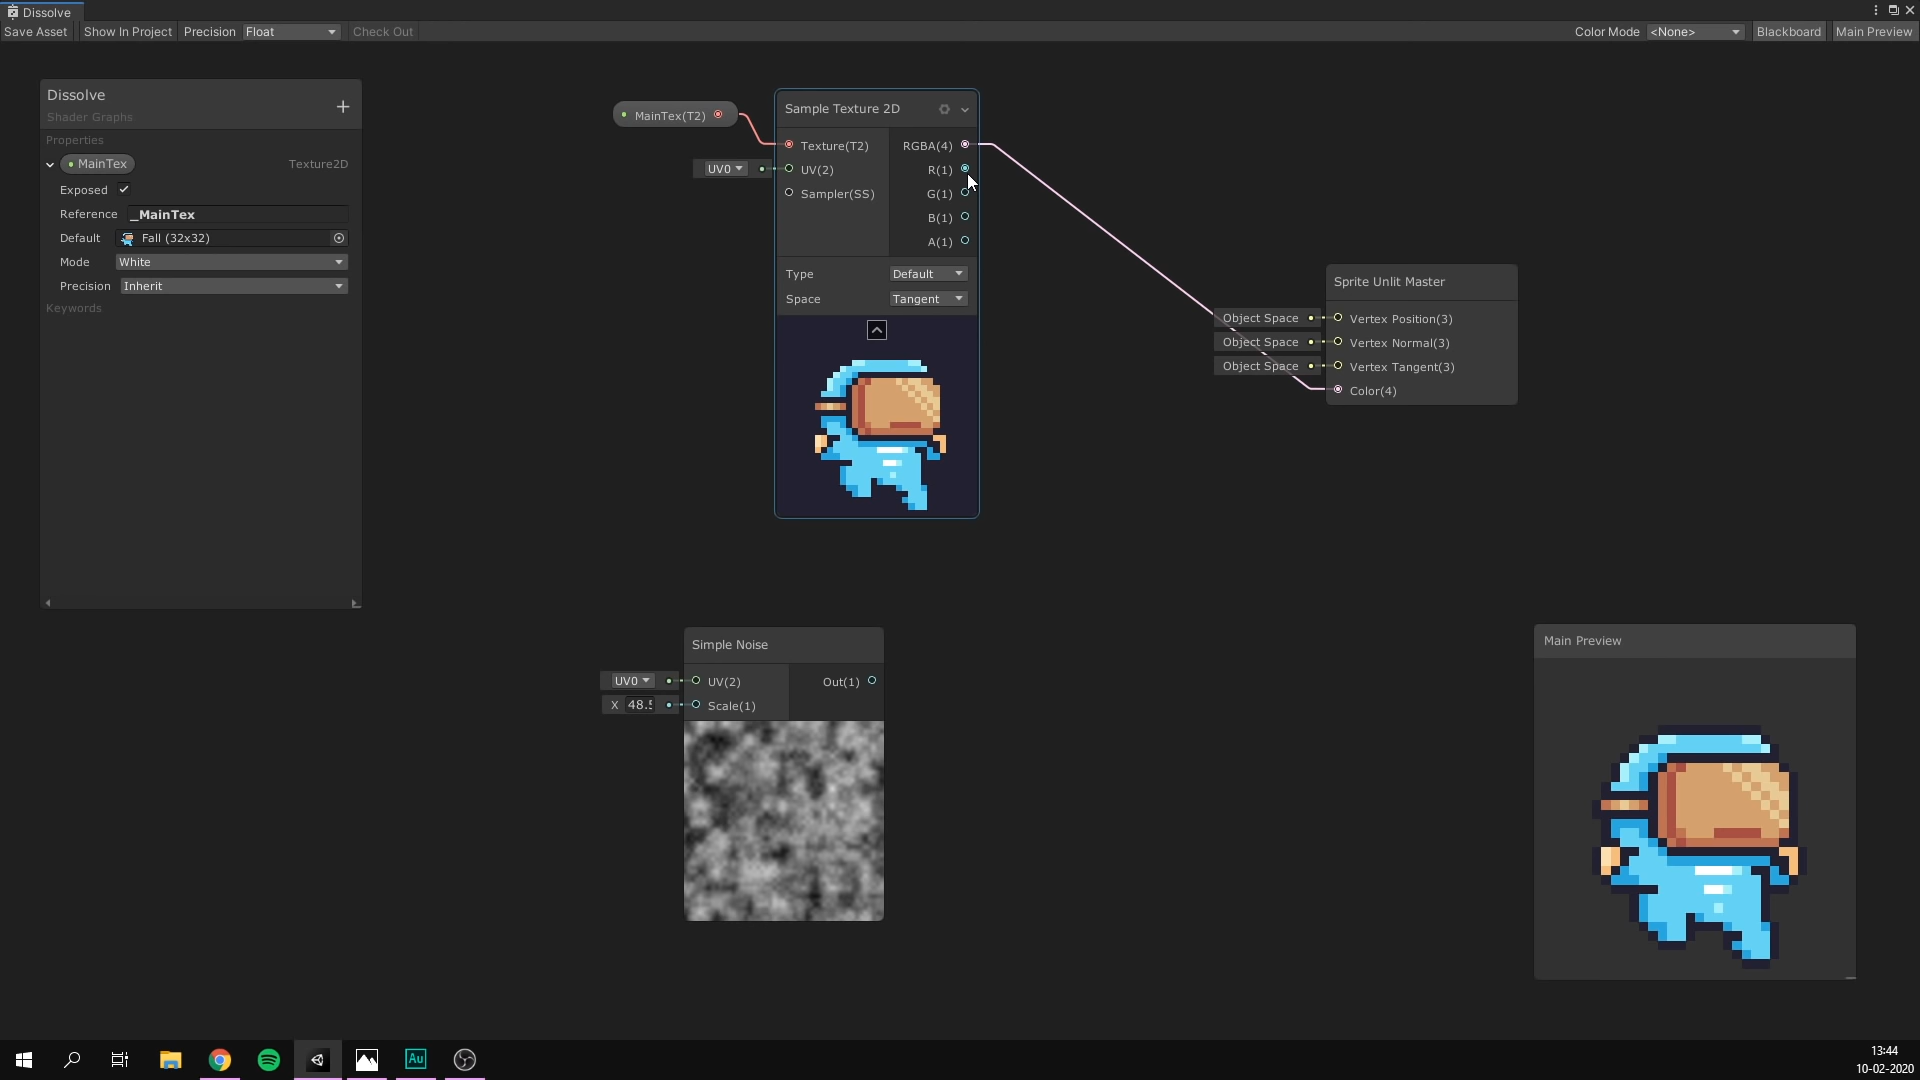 Dissolve
Save Asset Show In Project Precision Float Check Out Color Mode <None> Blackboard Main Preview
Dissolve
Shader Graphs
Properties
MainTex Texture2D
Exposed
Reference _MainTex
Default Fall (32x32)
Mode White
Precision Inherit
Keywords
MainTex(T2)
UV0
Sample Texture 2D
Texture(T2) RGBA(4)
UV(2) R(1)
Sampler(SS) G(1)
B(1)
A(1)
Type Default
Space Tangent
Sprite Unlit Master
Object Space Vertex Position(3)
Object Space Vertex Normal(3)
Object Space Vertex Tangent(3)
Color(4)
Simple Noise
UV0 UV(2) Out(1)
X 48.5 Scale(1)
Main Preview
Au
13:44
10-02-2020